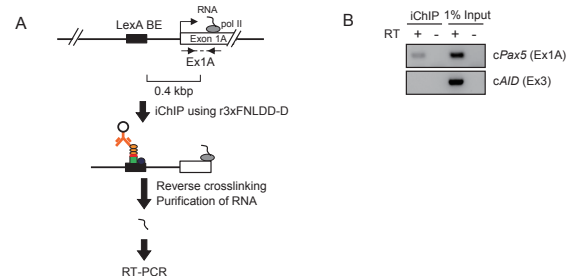 A
LexA BE
RNA
pol II
Exon 1A
Ex1A
0.4 kbp
iChIP using r3xFNLDD-D
Reverse crosslinking
Purification of RNA
RT-PCR
B
iChIP 1% Input
RT + - + -
cPax5 (Ex1A)
cAID (Ex3)